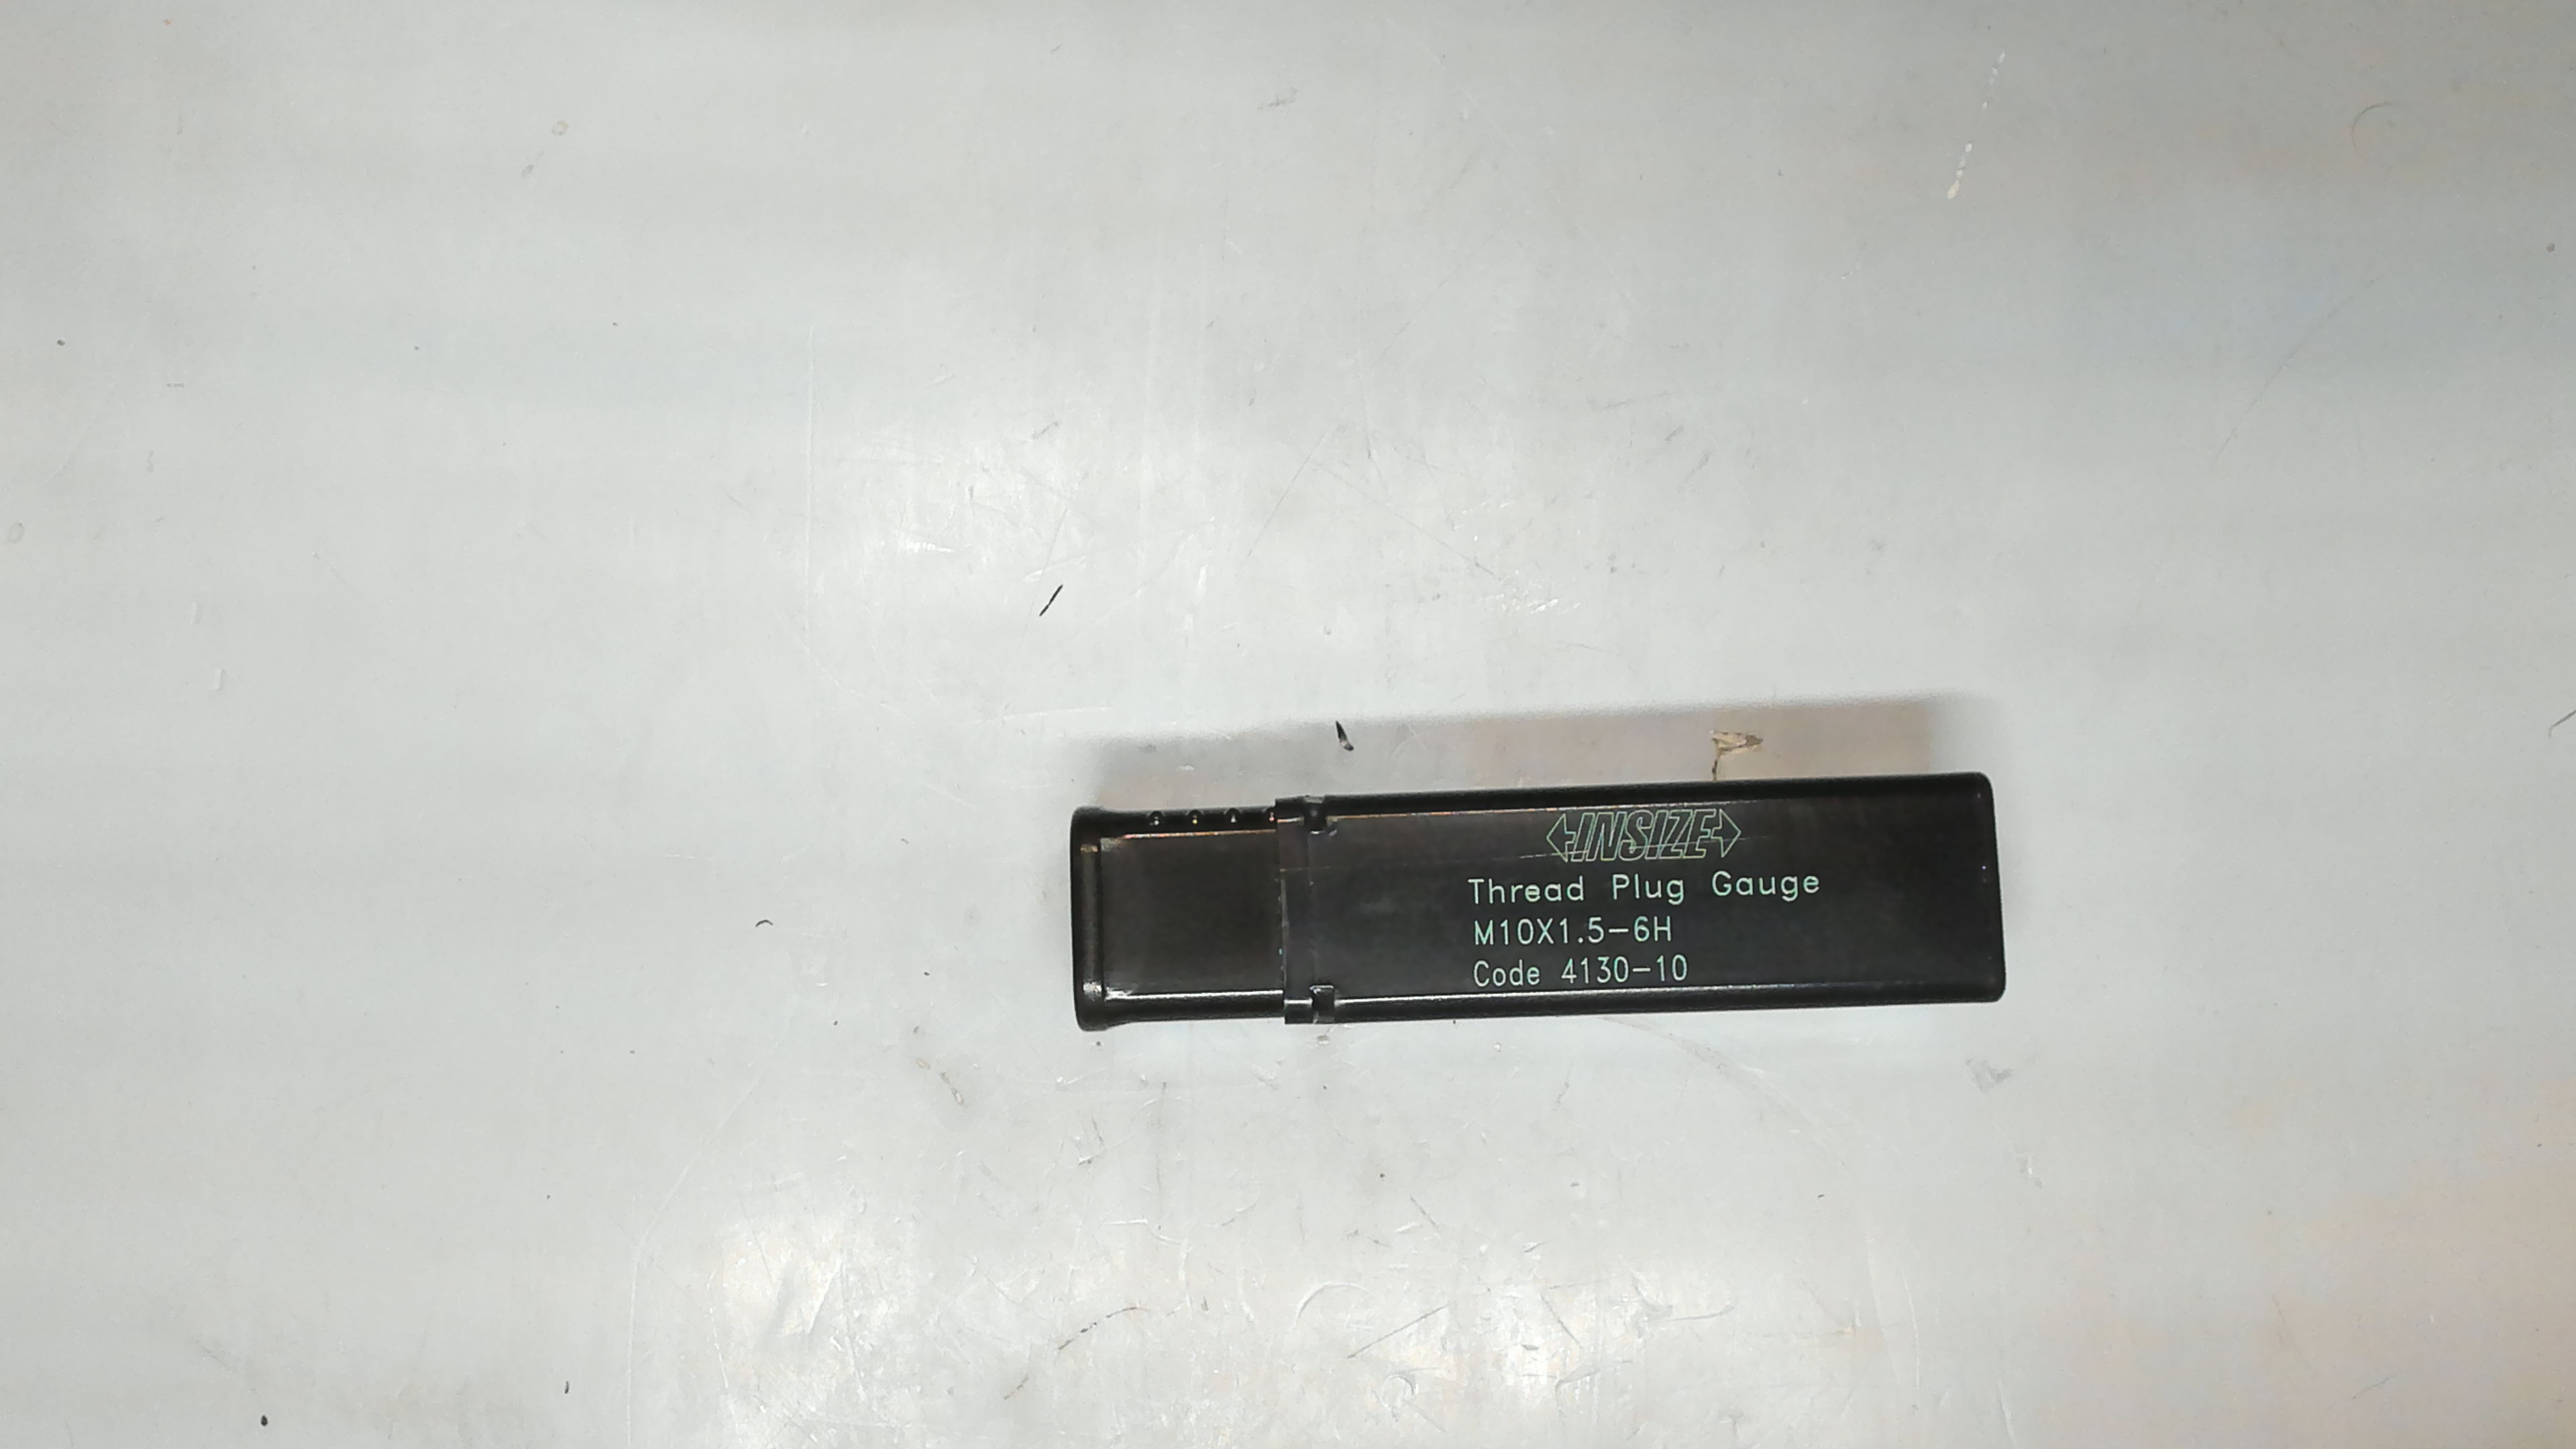 INSIZE
Thread Plug Gauge
M10X1.5-6H
Code 4130-10